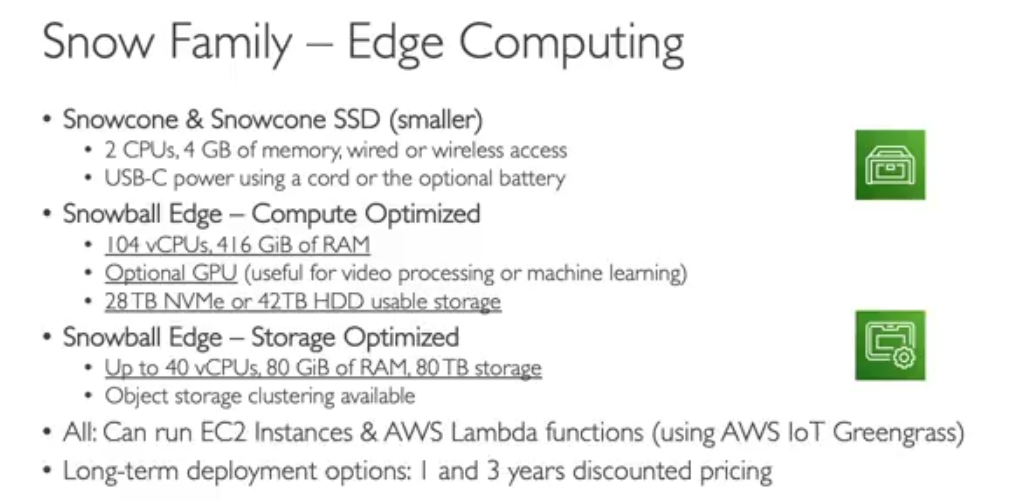 Snow Family – Edge Computing
• Snowcone & Snowcone SSD (smaller)
• 2 CPUs, 4 GB of memory, wired or wireless access
• USB-C power using a cord or the optional battery
• Snowball Edge – Compute Optimized
• 104 vCPUs, 416 GiB of RAM
• Optional GPU (useful for video processing or machine learning)
• 28 TB NVMe or 42TB HDD usable storage
• Snowball Edge – Storage Optimized
• Up to 40 vCPUs, 80 GiB of RAM, 80 TB storage
• Object storage clustering available
• All: Can run EC2 Instances & AWS Lambda functions (using AWS IoT Greengrass)
• Long-term deployment options: 1 and 3 years discounted pricing